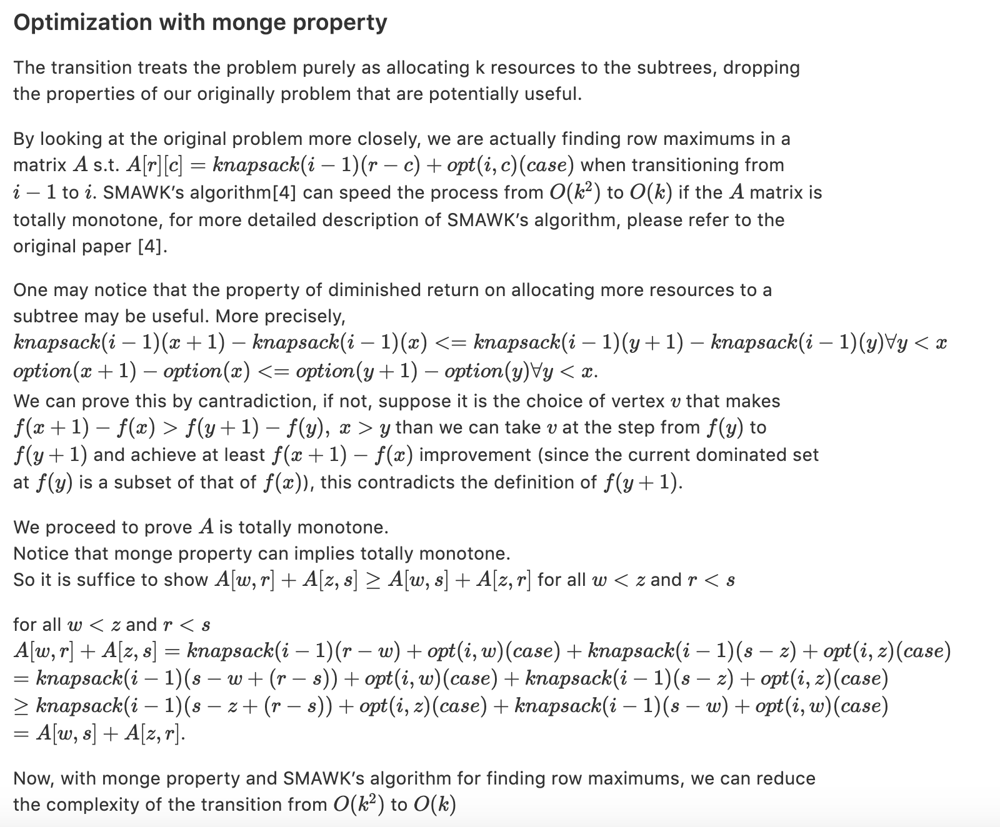 Optimization with monge property
The transition treats the problem purely as allocating k resources to the subtrees, dropping
the properties of our originally problem that are potentially useful.
By looking at the original problem more closely, we are actually finding row maximums in a
matrix A s.t. A[r][c] = knapsack(i − 1)(r − c) + opt(i, c)(case) when transitioning from
i − 1 to i. SMAWK’s algorithm[4] can speed the process from O(k²) to O(k) if the A matrix is
totally monotone, for more detailed description of SMAWK’s algorithm, please refer to the
original paper [4].
One may notice that the property of diminished return on allocating more resources to a
subtree may be useful. More precisely,
knapsack(i − 1)(x + 1) − knapsack(i − 1)(x) <= knapsack(i − 1)(y + 1) − knapsack(i − 1)(y)∀y < x
option(x + 1) − option(x) <= option(y + 1) − option(y)∀y < x.
We can prove this by cantradiction, if not, suppose it is the choice of vertex v that makes
f(x + 1) − f(x) > f(y + 1) − f(y), x > y than we can take v at the step from f(y) to
f(y + 1) and achieve at least f(x + 1) − f(x) improvement (since the current dominated set
at f(y) is a subset of that of f(x)), this contradicts the definition of f(y + 1).
We proceed to prove A is totally monotone.
Notice that monge property can implies totally monotone.
So it is suffice to show A[w, r] + A[z, s] ≥ A[w, s] + A[z, r] for all w < z and r < s
for all w < z and r < s
A[w, r] + A[z, s] = knapsack(i − 1)(r − w) + opt(i, w)(case) + knapsack(i − 1)(s − z) + opt(i, z)(case)
= knapsack(i − 1)(s − w + (r − s)) + opt(i, w)(case) + knapsack(i − 1)(s − z) + opt(i, z)(case)
≥ knapsack(i − 1)(s − z + (r − s)) + opt(i, z)(case) + knapsack(i − 1)(s − w) + opt(i, w)(case)
= A[w, s] + A[z, r].
Now, with monge property and SMAWK’s algorithm for finding row maximums, we can reduce
the complexity of the transition from O(k²) to O(k)